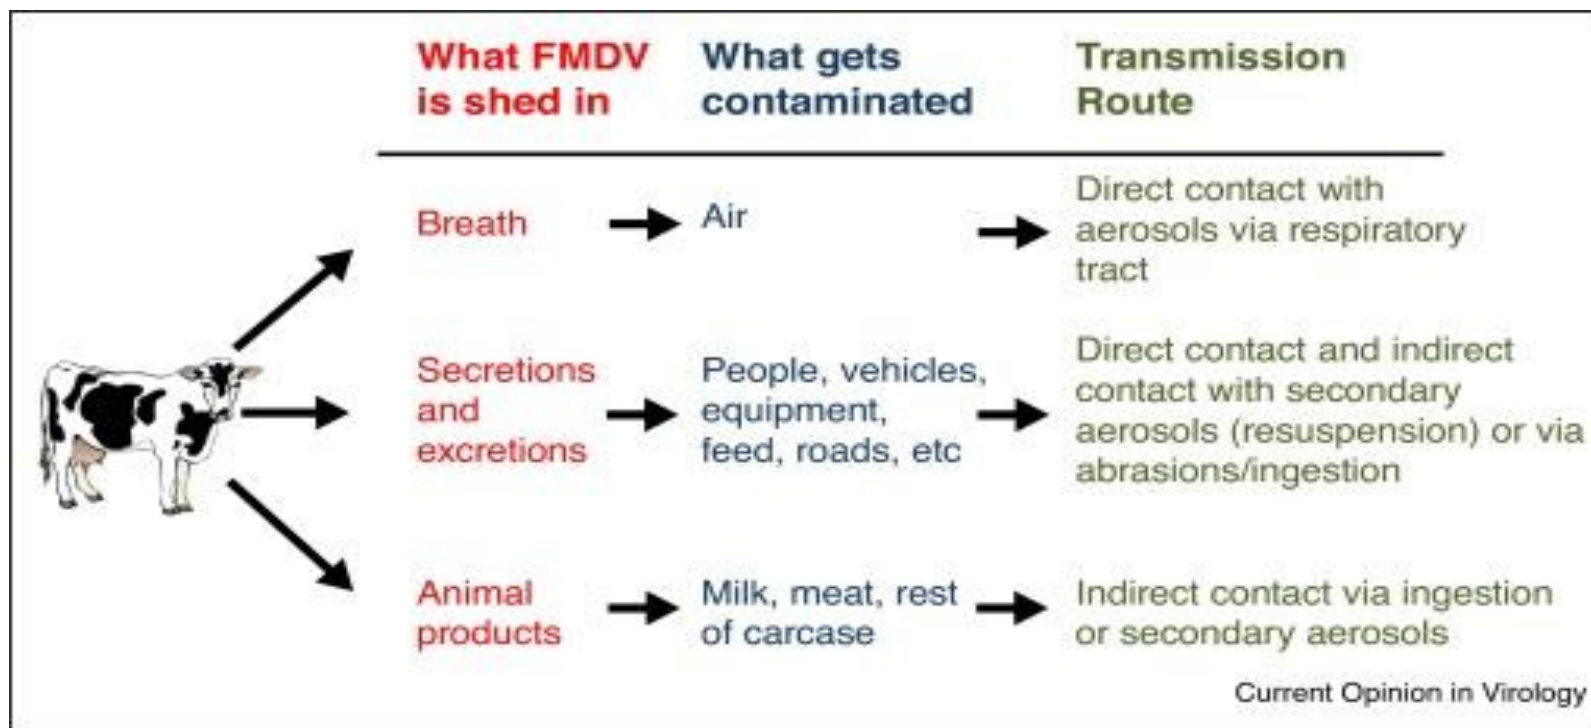 What FMDV
is shed in
What gets
contaminated
Transmission
Route
Breath
Air
Direct contact with
aerosols via respiratory
tract
Secretions
and
excretions
People, vehicles,
equipment,
feed, roads, etc
Direct contact and indirect
contact with secondary
aerosols (resuspension) or via
abrasions/ingestion
Animal
products
Milk, meat, rest
of carcase
Indirect contact via ingestion
or secondary aerosols
Current Opinion in Virology